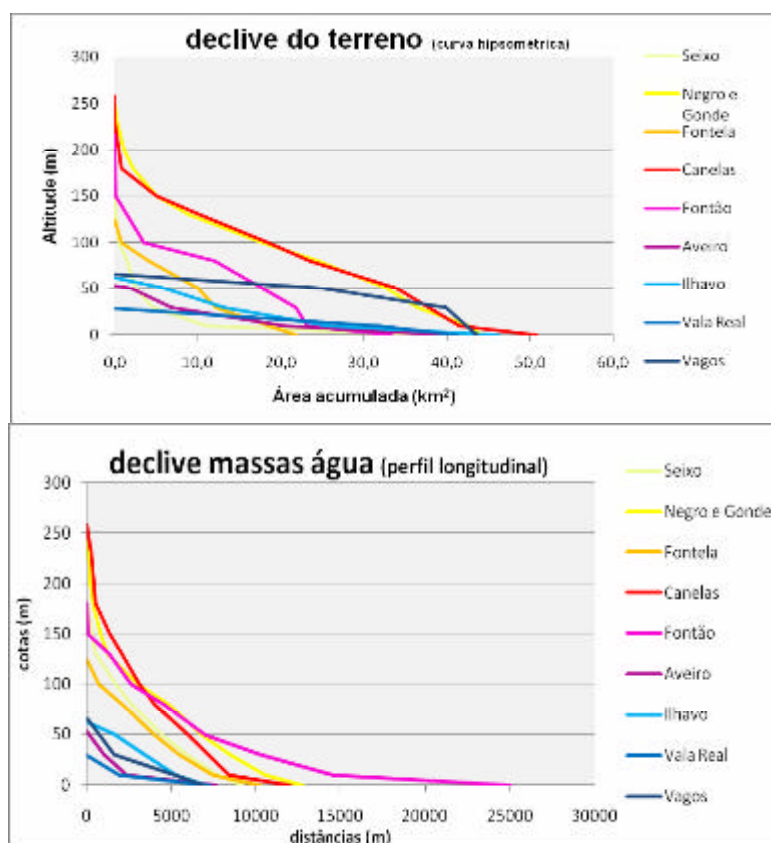 declive do terreno (curva hipsométrica)
Altitude (m)
300
250
200
150
100
50
0
0,0 10,0 20,0 30,0 40,0 50,0 60,0
Área acumulada (km²)
Seixo
Negro e
Gonde
Fontela
Canelas
Fontão
Aveiro
Ilhavo
Vala Real
Vagos
declive massas água (perfil longitudinal)
cotas (m)
300
250
200
150
100
50
0
0 5000 10000 15000 20000 25000 30000
distâncias (m)
Seixo
Negro e Gonde
Fontela
Canelas
Fontão
Aveiro
Ilhavo
Vala Real
Vagos